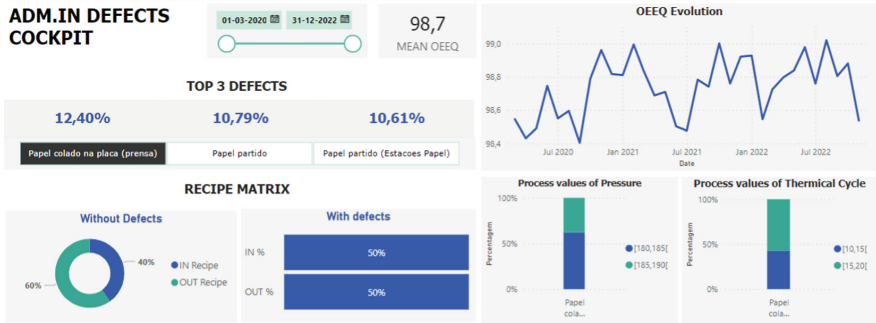 ADM.IN DEFECTS
COCKPIT
01-03-2020 31-12-2022
98,7
MEAN OEEQ
TOP 3 DEFECTS
12,40% 10,79% 10,61%
Papel colado na placa (prensa) Papel partido Papel partido (Estacoes Papel)
RECIPE MATRIX
Without Defects
40%
60%
IN Recipe
OUT Recipe
With defects
IN % 50%
OUT % 50%
OEEQ Evolution
99,0
98,8
98,6
98,4
Jul 2020 Jan 2021 Jul 2021 Jan 2022 Jul 2022
Date
Process values of Pressure
Percentagem
100%
50%
0%
[180,185[
[185,190[
Papel
cola...
Process values of Thermical Cycle
Percentagem
100%
50%
0%
[10,15[
[15,20[
Papel
cola...